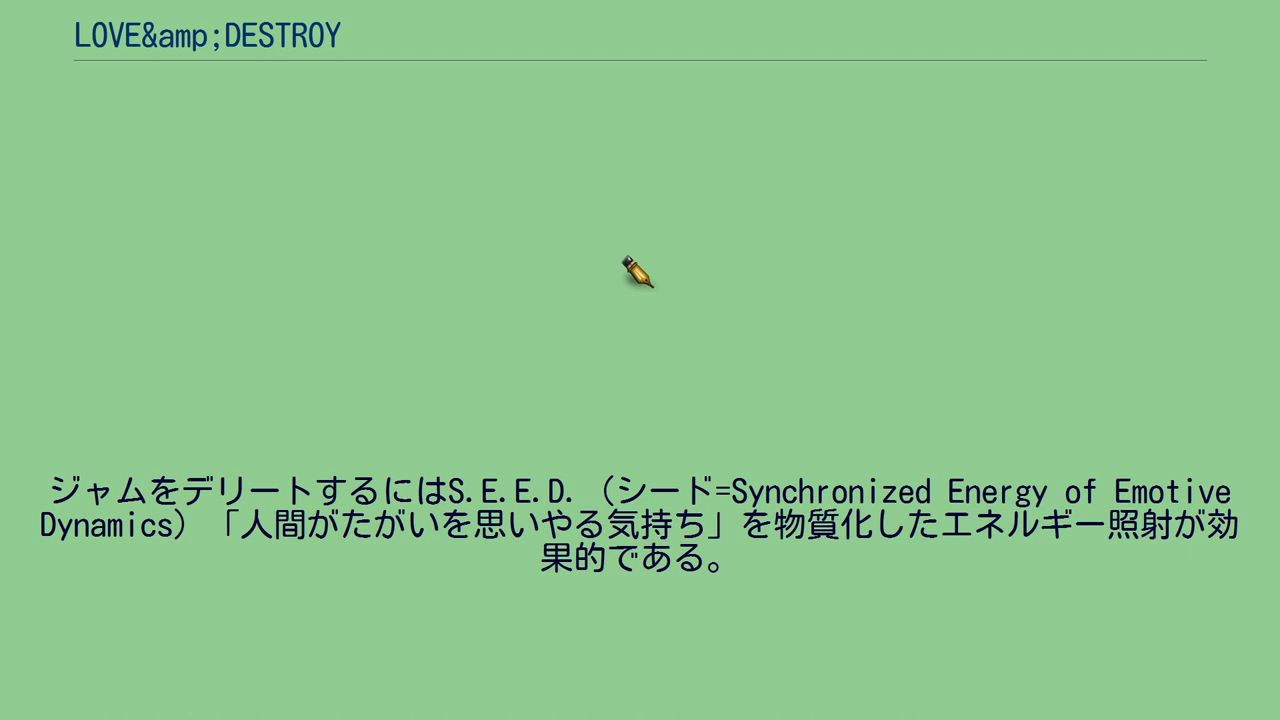 LOVE&amp;DESTROY
ジャムをデリートするにはS.E.E.D.（シード=Synchronized Energy of Emotive
Dynamics）「人間がたがいを思いやる気持ち」を物質化したエネルギー照射が効
果的である。